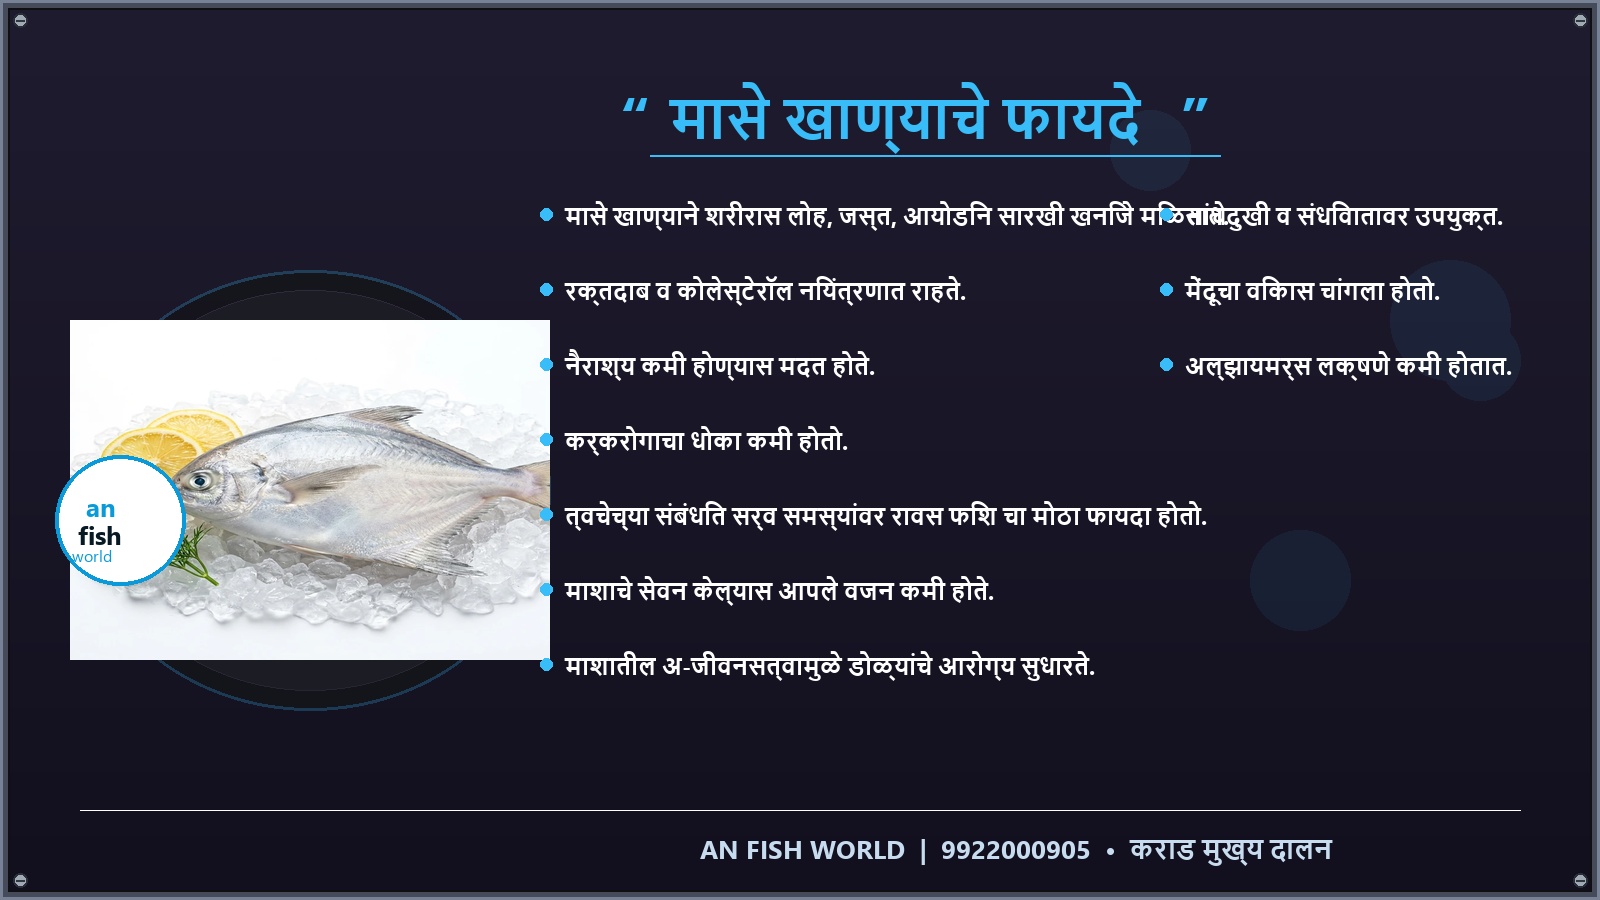 “ मासे खाण्याचे फायदे ”
मासे खाण्याने शरीरास लोह, जस्त, आयोडिन सारखी खनिजे
व संधिवातावर उपयुक्त.
रक्तदाब व कोलेस्टेरॉल नियंत्रणात राहते.
मेंदूचा विकास चांगला होतो.
नैराश्य कमी होण्यास मदत होते.
अल्झायमर्स लक्षणे कमी होतात.
कर्करोगाचा धोका कमी होतो.
त्वचेच्या संबंधित सर्व समस्यांवर रावस फिश चा मोठा फायदा होतो.
माशाचे सेवन केल्यास आपले वजन कमी होते.
माशातील अ-जीवनसत्वामुळे डोळ्यांचे आरोग्य सुधारते.
an
fish
world
AN FISH WORLD | 9922000905 • कराड मुख्य दालन